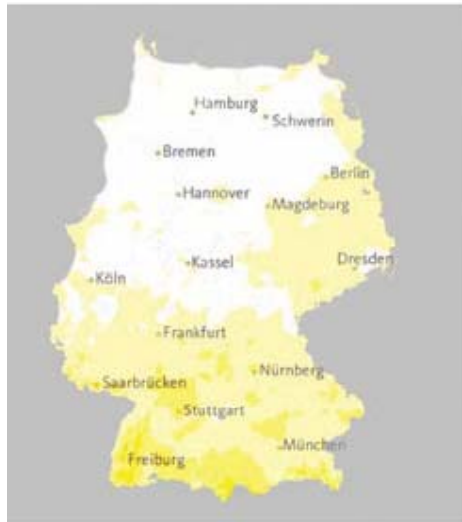 Hamburg
Schwerin
Bremen
Berlin
Hannover
Magdeburg
Kassel
Dresden
Köln
Frankfurt
Nürnberg
Saarbrücken
Stuttgart
München
Freiburg